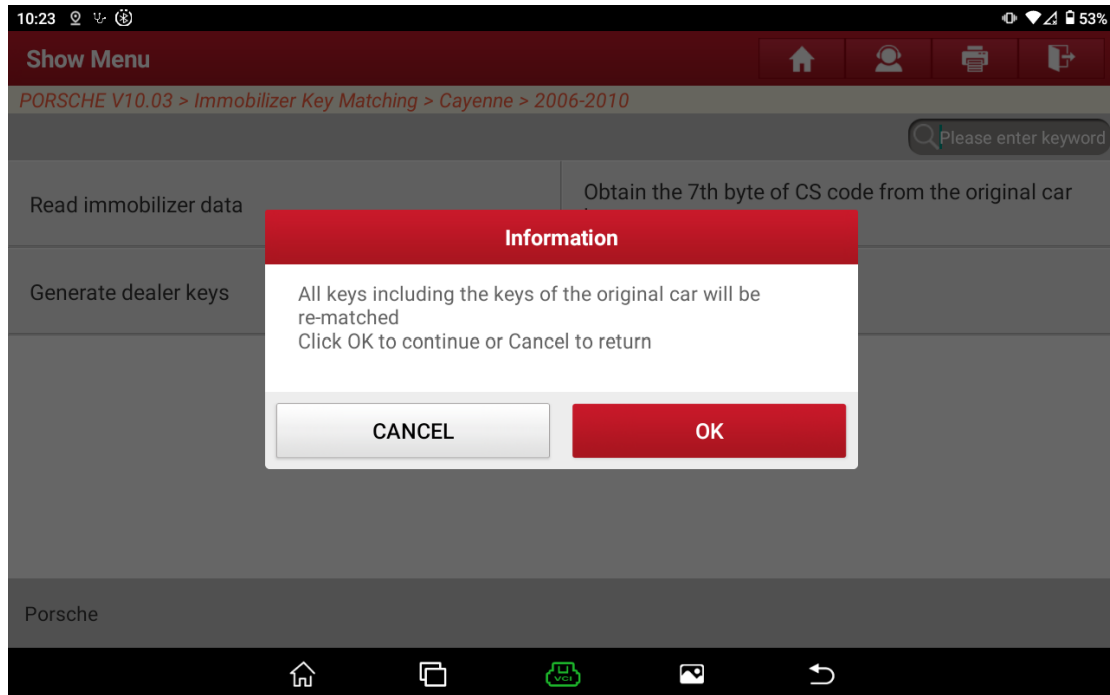 10:23
53%
Show Menu
PORSCHE V10.03 > Immobilizer Key Matching > Cayenne > 2006-2010
Please enter keyword
Read immobilizer data
Obtain the 7th byte of CS code from the original car
Generate dealer keys
Information
All keys including the keys of the original car will be
re-matched
Click OK to continue or Cancel to return
CANCEL
OK
Porsche
VCI